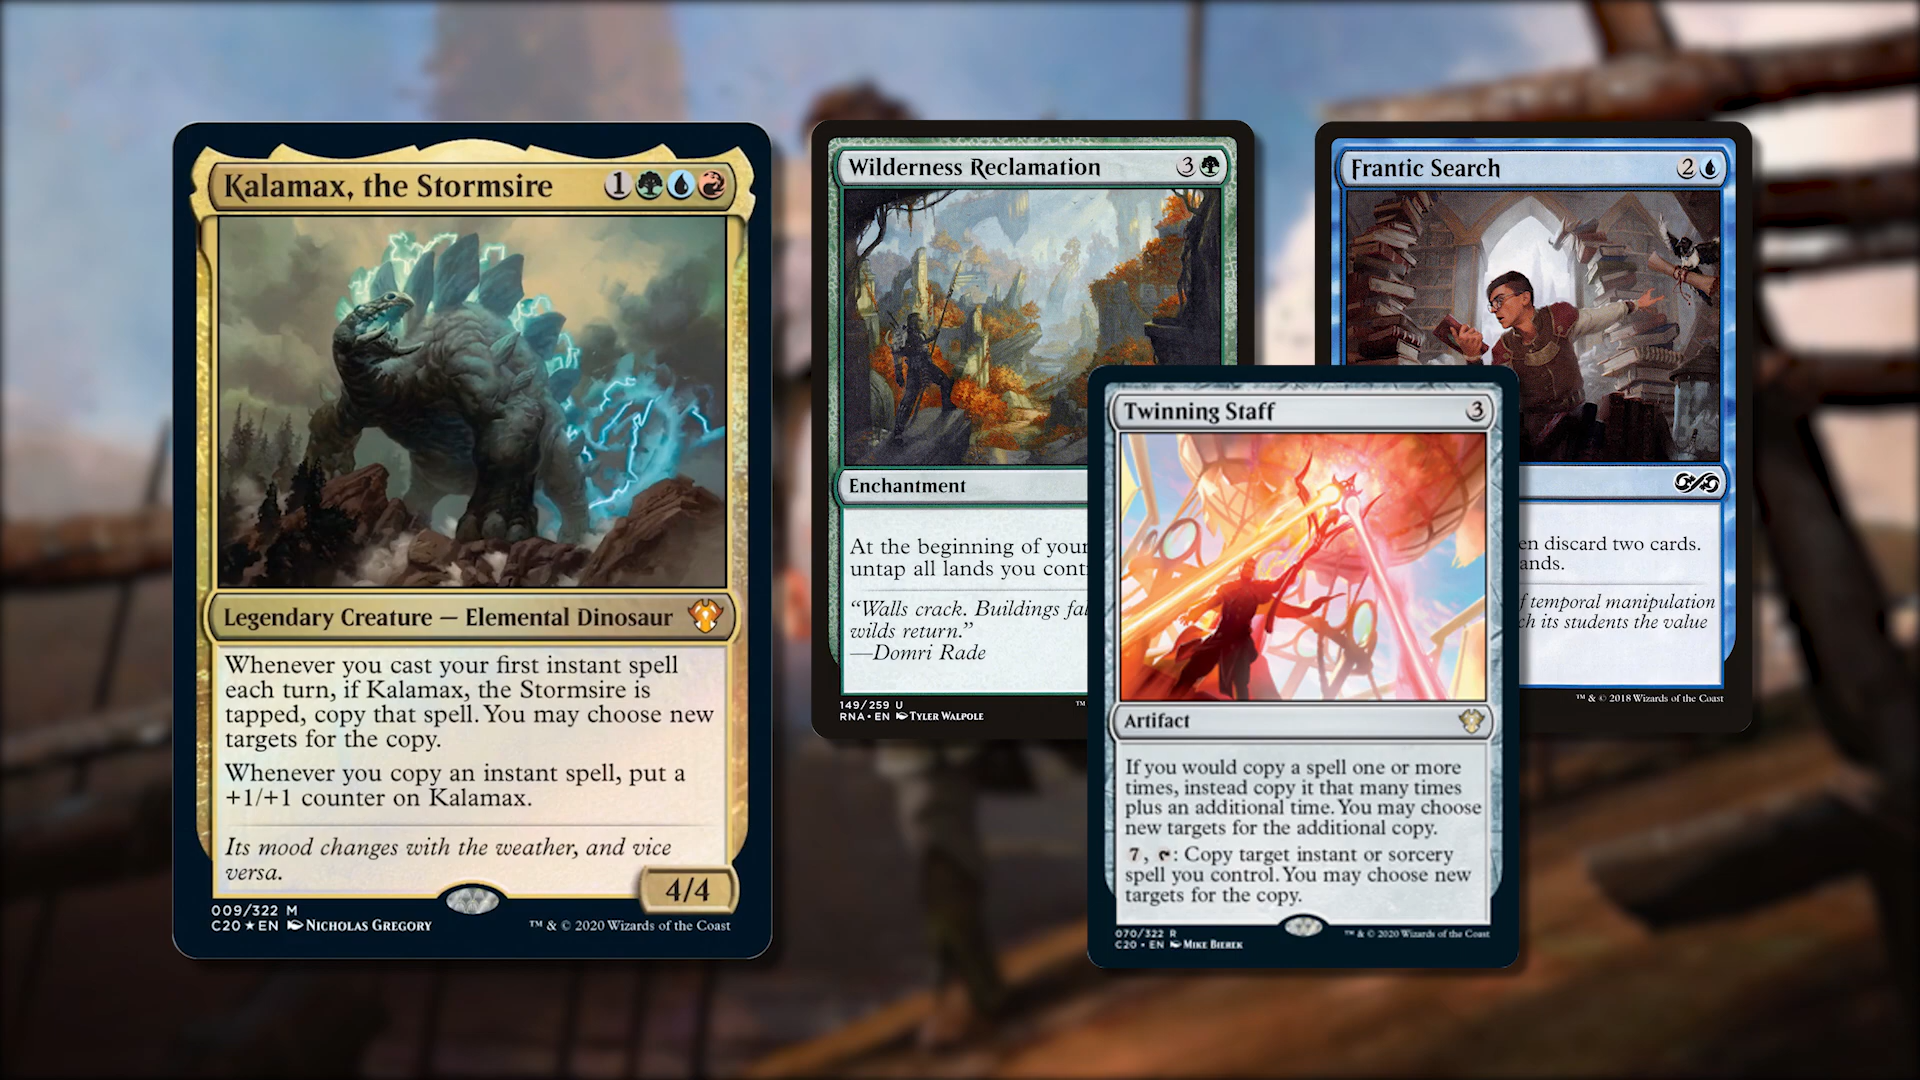 Kalamax, the Stormsire 1
Legendary Creature — Elemental Dinosaur
Whenever you cast your first instant spell
each turn, if Kalamax, the Stormsire is
tapped, copy that spell. You may choose new
targets for the copy.
Whenever you copy an instant spell, put a
+1/+1 counter on Kalamax.
Its mood changes with the weather, and vice
versa.
4/4
009/322 M
C20 ★ EN Nicholas Gregory ™ & © 2020 Wizards of the Coast
Wilderness Reclamation 3
Enchantment
At the beginning of your
untap all lands you
“Walls crack. Buildings
wilds return.”
—Domri Rade
149/259 U
RNA • EN Tyler Walpole ™
Frantic Search 2
discard two cards.
temporal manipulation
its students the value
™ & © 2018 Wizards of the Coast
Twinning Staff 3
Artifact
If you would copy a spell one or more
times, instead copy it that many times
plus an additional time. You may choose
new targets for the additional copy.
7, : Copy target instant or sorcery
spell you control. You may choose new
targets for the copy.
070/322 R
C20 • EN Mike Bierek ™ & © 2020 Wizards of the Coast